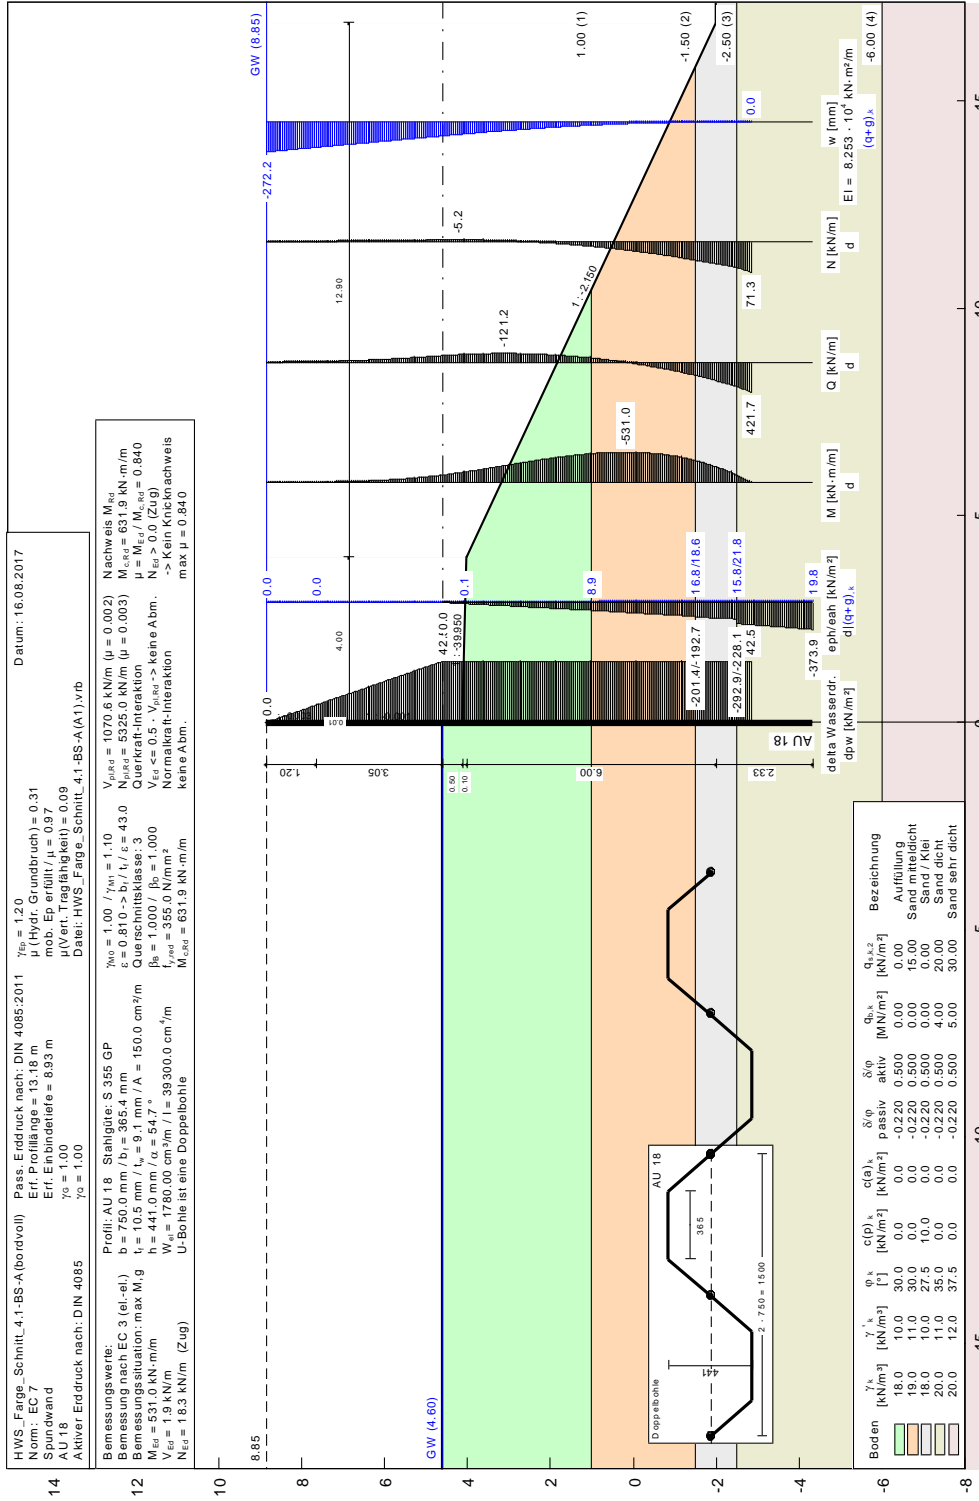 HWS_Farge_Schnitt_4.1-BS-A (bordvoll)
Norm: EC 7
Spundwand
AU 18
Aktiver Erddruck nach: DIN 4085
Pass. Erddruck nach: DIN 4085:2011
Erf. Profillänge = 13.18 m
Erf. Einbindetiefe = 8.93 m
γG = 1.00
γQ = 1.00
γEp = 1.20
μ (Hydr. Grundbruch) = 0.31
mob. Ep erfüllt / μ = 0.97
μ(Vert. Tragfähigkeit) = 0.09
Datei: HWS_Farge_Schnitt_4.1-BS-A(A1).vrb
Datum: 16.08.2017
Bemessungswerte:
Bemessung nach EC 3 (el.-el.)
Bemessungssituation: max M,g
MEd = 531.0 kN·m/m
VEd = 1.9 kN/m
NEd = 18.3 kN/m (Zug)
Profil: AU 18 Stahlgüte: S 355 GP
b = 750.0 mm / bf = 365.4 mm
tf = 10.5 mm / tw = 9.1 mm / A = 150.0 cm²/m
h = 441.0 mm / α = 54.7 °
Wel = 1780.00 cm³/m / I = 39300.0 cm⁴/m
U-Bohle ist eine Doppelbohle
γM0 = 1.00 / γM1 = 1.10
ε = 0.810 -> bf / tf / ε = 43.0
Querschnittsklasse: 3
βB = 1.000 / βD = 1.000
fy,red = 355.0 N/mm²
Mc,Rd = 631.9 kN·m/m
Vpl,Rd = 1070.6 kN/m (μ = 0.002)
Npl,Rd = 5325.0 kN/m (μ = 0.003)
Querkraft-Interaktion
VEd <= 0.5 · Vpl,Rd -> keine Abm.
Normalkraft-Interaktion
keine Abm.
Nachweis MRd
Mc,Rd = 631.9 kN·m/m
μ = MEd / Mc,Rd = 0.840
NEd > 0.0 (Zug)
-> Kein Knicknachweis
max μ = 0.840
14
12
10
8
6
4
2
0
-2
-4
-6
-8
8.85
GW (4.60)
GW (8.85)
12.90
4.00
1 : -2.150
: -39.950
1.00 (1)
-1.50 (2)
-2.50 (3)
-6.00 (4)
1.20
3.05
0.50
0.10
6.00
2.33
0.01
AU 18
0.0
-201.4/-192.7
-292.9/-228.1
42.5
-373.9
delta Wasserdr.
dpw [kN/m²]
0.0
0.0
0.1
8.9
16.8/18.6
15.8/21.8
19.8
eph/eah [kN/m²]
d|(q+g),k
-531.0
M [kN·m/m]
d
-121.2
421.7
Q [kN/m]
d
-5.2
71.3
N [kN/m]
d
-272.2
0.0
w [mm]
EI = 8.253 · 10⁴ kN·m²/m
(q+g),k
15
10
5
0
5
10
15
Doppelbohle
AU 18
365
441
2 · 750 = 1500
Boden γk [kN/m³] γ'k [kN/m³] φk [°] c(p)k [kN/m²] c(a)k [kN/m²] δ/φ passiv δ/φ aktiv qb,k [MN/m²] qs,k,2 [kN/m²] Bezeichnung
18.0 10.0 30.0 0.0 0.0 -0.220 0.500 0.00 0.00 Auffüllung
19.0 11.0 30.0 0.0 0.0 -0.220 0.500 0.00 15.00 Sand mitteldicht
18.0 10.0 27.5 10.0 0.0 -0.220 0.500 0.00 0.00 Sand / Klei
20.0 11.0 35.0 0.0 0.0 -0.220 0.500 4.00 20.00 Sand dicht
20.0 12.0 37.5 0.0 0.0 -0.220 0.500 5.00 30.00 Sand sehr dicht